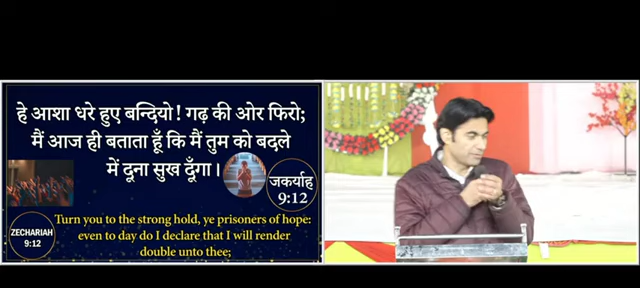 हे आशा धरे हुए बन्दियो! गढ़ की ओर फिरो;
मैं आज ही बताता हूँ कि मैं तुम को बदले
में दूना सुख दूँगा।
जकर्याह
9:12
ZECHARIAH
9:12
Turn you to the strong hold, ye prisoners of hope:
even to day do I declare that I will render
double unto thee;